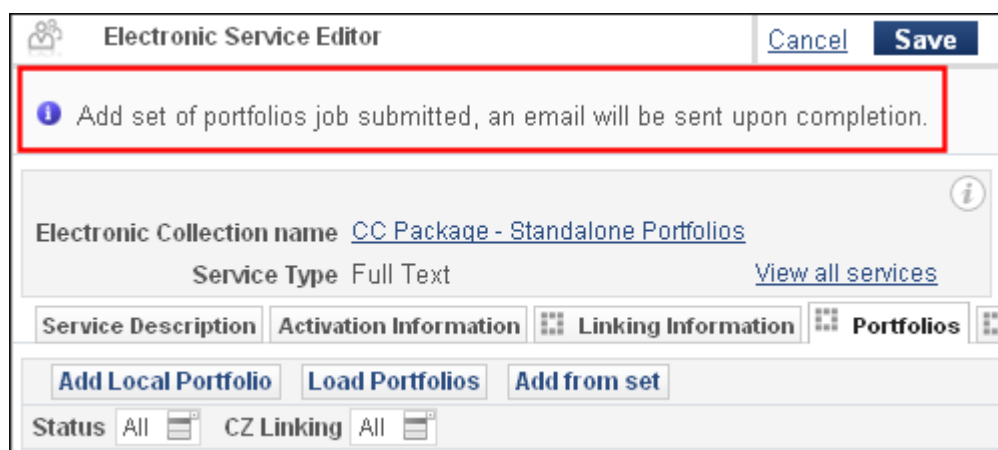 Electronic Service Editor Cancel Save
Add set of portfolios job submitted, an email will be sent upon completion.
Electronic Collection name CC Package - Standalone Portfolios
Service Type Full Text View all services
Service Description Activation Information Linking Information Portfolios
Add Local Portfolio Load Portfolios Add from set
Status All CZ Linking All